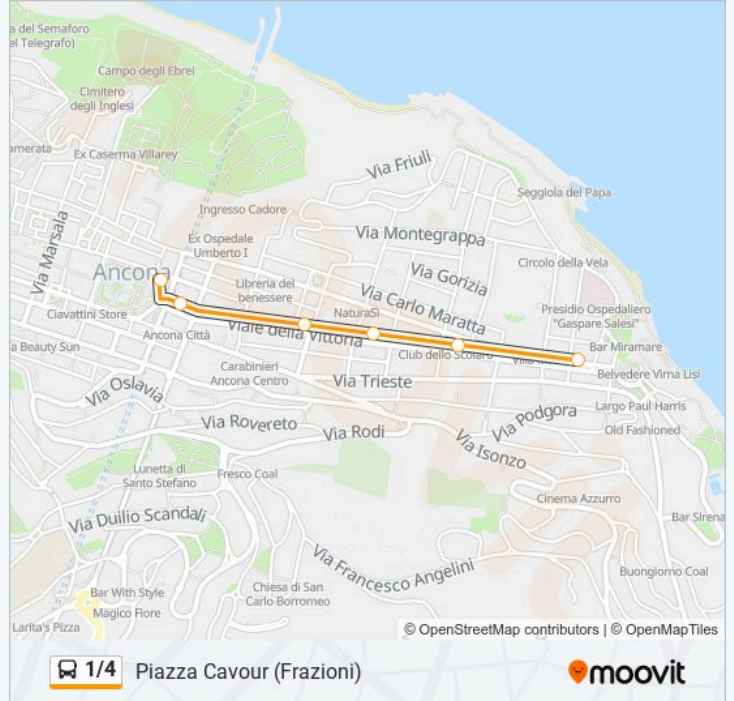 a del Semaforo
el Telegrafo)
Campo degli Ebrei
Cimitero
degli Inglesi
amerata
Ex Caserma Villarey
Via Friuli
Seggiola del Papa
Ingresso Cadore
Via Marsala
Ex Ospedale
Umberto I
Via Montegrappa
Circolo della Vela
Ancona
Libreria del
benessere
Via Gorizia
Via Carlo Maratta
Ciavattini Store
NaturaSì
Presidio Ospedaliero
"Gaspare Salesi"
Ancona Città
Viale della Vittoria
a Beauty Sun
Club dello Scolaro
Villa
Bar Miramare
Carabinieri
Ancona Centro
Via Trieste
Belvedere Virna Lisi
Via Oslavia
Largo Paul Harris
Via Podgora
Via Rovereto
Via Rodi
Old Fashioned
Via Isonzo
Lunetta di
Santo Stefano
Fresco Coal
Cinema Azzurro
Via Duilio Scandali
Bar Sirena
Via Francesco Angelini
Buongiorno Coal
Bar With Style
Magico Fiore
Chiesa di San
Carlo Borromeo
Larita's Pizza
© OpenStreetMap contributors | © OpenMapTiles
1/4 Piazza Cavour (Frazioni)
moovit